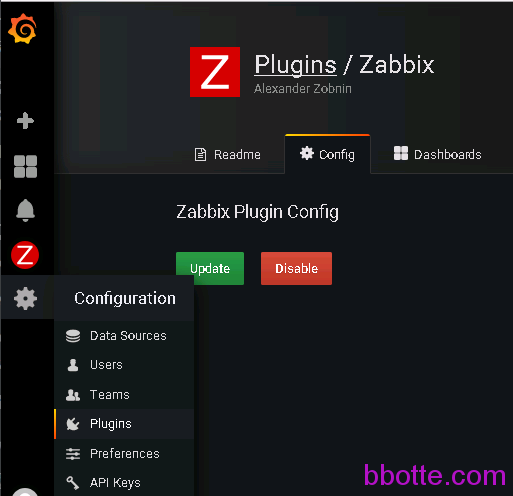 Z
Plugins / Zabbix
Alexander Zobnin
Readme
Config
Dashboards
Zabbix Plugin Config
Update
Disable
Z
Configuration
Data Sources
Users
Teams
Plugins
Preferences
API Keys
bbotte.com